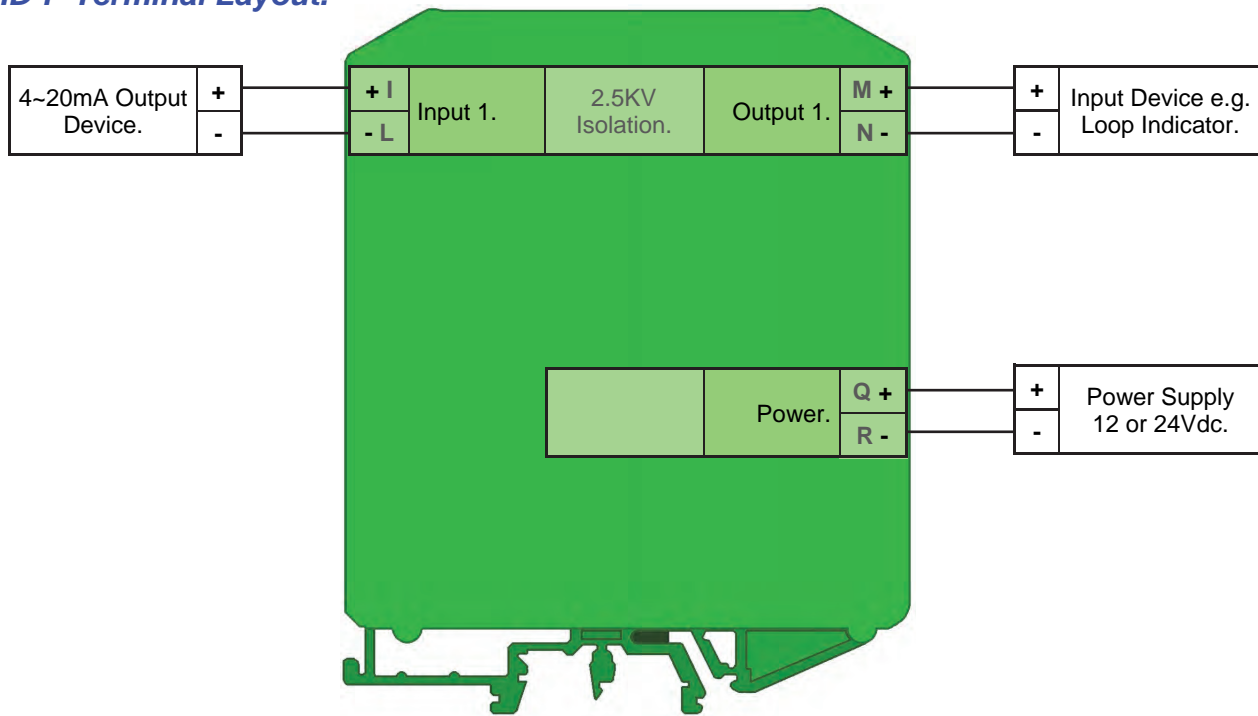 Terminal Layout.
4~20mA Output
Device.
+
-
+ I
- L
Input 1.
2.5KV
Isolation.
Output 1.
M +
N -
+
-
Input Device e.g.
Loop Indicator.
Power.
Q +
R -
+
-
Power Supply
12 or 24Vdc.